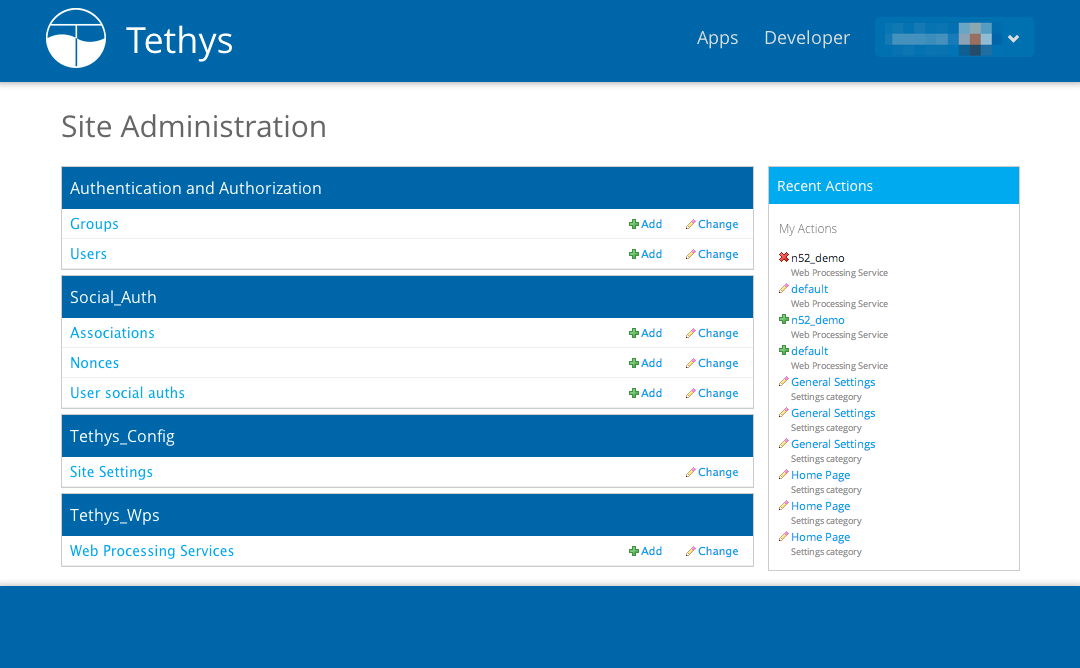 Tethys
Apps Developer
Site Administration
Authentication and Authorization
Groups Add Change
Users Add Change
Social_Auth
Associations Add Change
Nonces Add Change
User social auths Add Change
Tethys_Config
Site Settings Change
Tethys_Wps
Web Processing Services Add Change
Recent Actions
My Actions
n52_demo
Web Processing Service
default
Web Processing Service
n52_demo
Web Processing Service
default
Web Processing Service
General Settings
Settings category
General Settings
Settings category
General Settings
Settings category
Home Page
Settings category
Home Page
Settings category
Home Page
Settings category